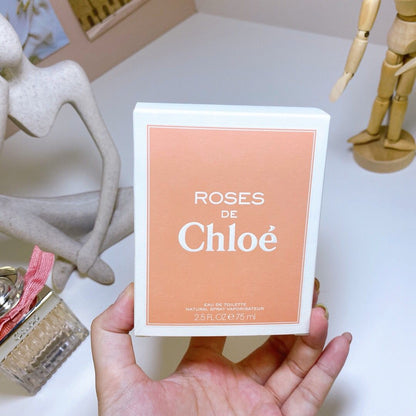 ROSES
DE
Chloé
EAU DE TOILETTE
NATURAL SPRAY VAPORISATEUR
2.5 FL OZ e 75 ml